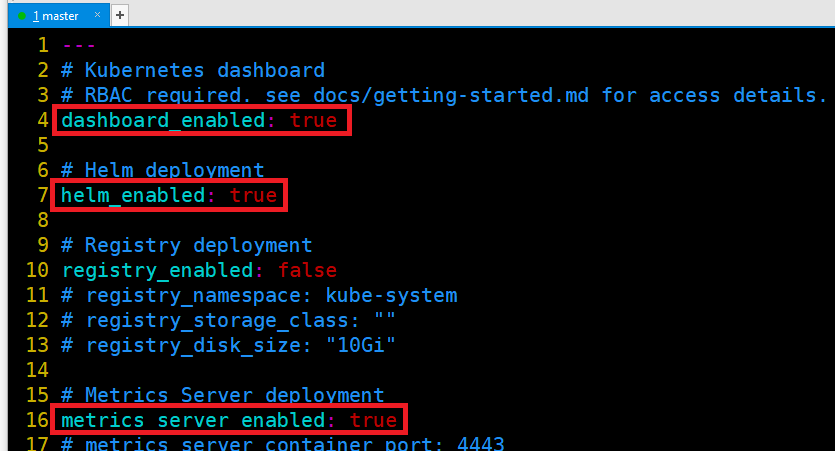 1 master × +
1 ---
2 # Kubernetes dashboard
3 # RBAC required. see docs/getting-started.md for access details.
4 dashboard_enabled: true
5
6 # Helm deployment
7 helm_enabled: true
8
9 # Registry deployment
10 registry_enabled: false
11 # registry_namespace: kube-system
12 # registry_storage_class: ""
13 # registry_disk_size: "10Gi"
14
15 # Metrics Server deployment
16 metrics_server_enabled: true
17 # metrics_server_container_port: 4443